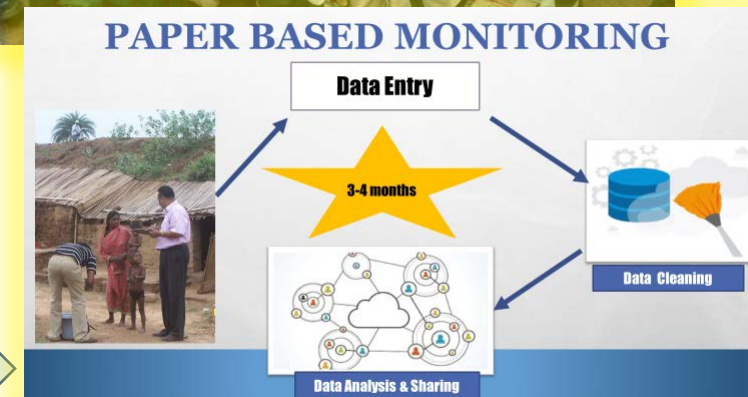 PAPER BASED MONITORING
Data Entry
3-4 months
Data Cleaning
Data Analysis & Sharing